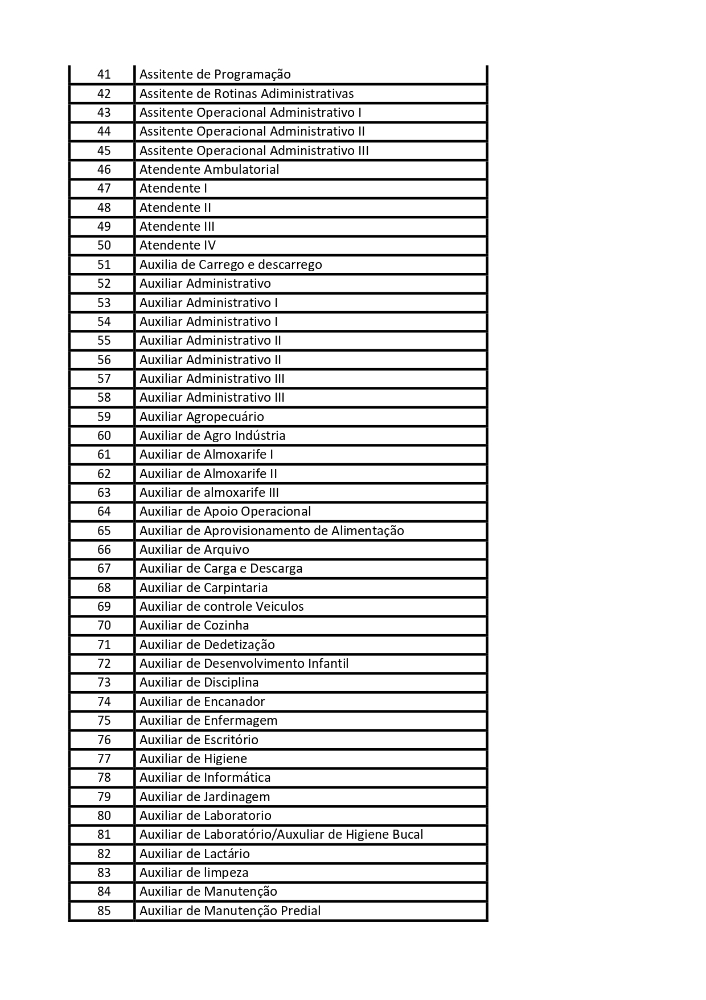 41 Assitente de Programação
42 Assitente de Rotinas Adiministrativas
43 Assitente Operacional Administrativo I
44 Assitente Operacional Administrativo II
45 Assitente Operacional Administrativo III
46 Atendente Ambulatorial
47 Atendente I
48 Atendente II
49 Atendente III
50 Atendente IV
51 Auxilia de Carrego e descarrego
52 Auxiliar Administrativo
53 Auxiliar Administrativo I
54 Auxiliar Administrativo I
55 Auxiliar Administrativo II
56 Auxiliar Administrativo II
57 Auxiliar Administrativo III
58 Auxiliar Administrativo III
59 Auxiliar Agropecuário
60 Auxiliar de Agro Indústria
61 Auxiliar de Almoxarife I
62 Auxiliar de Almoxarife II
63 Auxiliar de almoxarife III
64 Auxiliar de Apoio Operacional
65 Auxiliar de Aprovisionamento de Alimentação
66 Auxiliar de Arquivo
67 Auxiliar de Carga e Descarga
68 Auxiliar de Carpintaria
69 Auxiliar de controle Veiculos
70 Auxiliar de Cozinha
71 Auxiliar de Dedetização
72 Auxiliar de Desenvolvimento Infantil
73 Auxiliar de Disciplina
74 Auxiliar de Encanador
75 Auxiliar de Enfermagem
76 Auxiliar de Escritório
77 Auxiliar de Higiene
78 Auxiliar de Informática
79 Auxiliar de Jardinagem
80 Auxiliar de Laboratorio
81 Auxiliar de Laboratório/Auxuliar de Higiene Bucal
82 Auxiliar de Lactário
83 Auxiliar de limpeza
84 Auxiliar de Manutenção
85 Auxiliar de Manutenção Predial